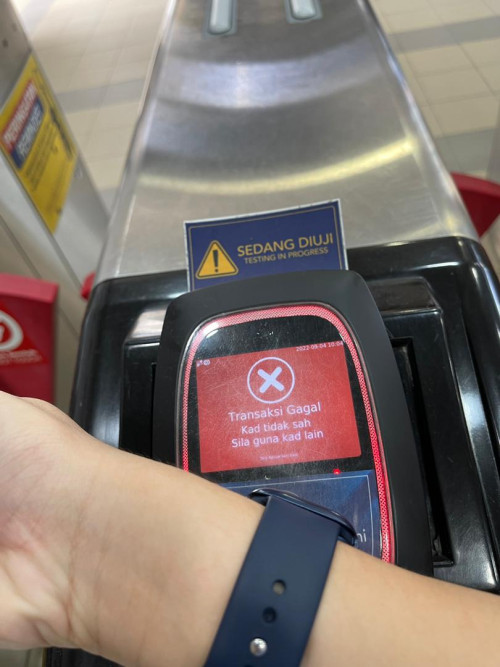 SEDANG DIUJI
TESTING IN PROGRESS
Transaksi Gagal
Kad tidak sah
Sila guna kad lain